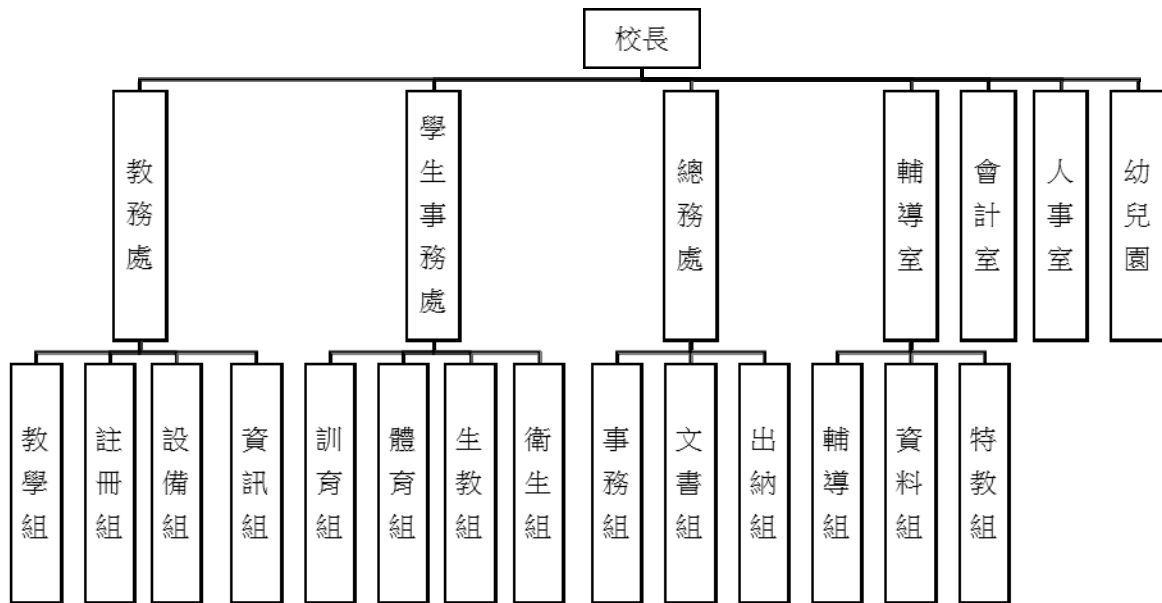 校長
教務處
學生事務處
總務處
輔導室
會計室
人事室
幼兒園
教學組
註冊組
設備組
資訊組
訓育組
體育組
生教組
衛生組
事務組
文書組
出納組
輔導組
資料組
特教組